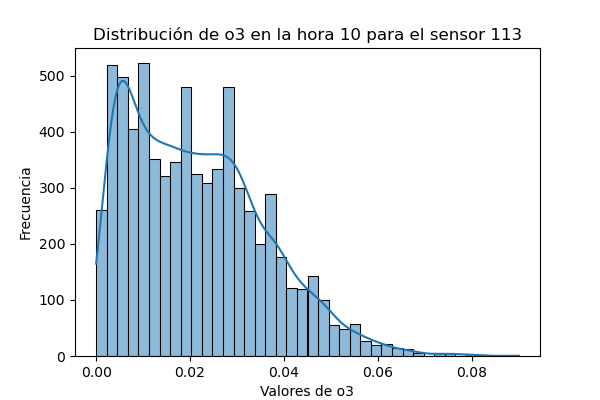 Distribución de o3 en la hora 10 para el sensor 113
Frecuencia
500
400
300
200
100
0
0.00 0.02 0.04 0.06 0.08
Valores de o3